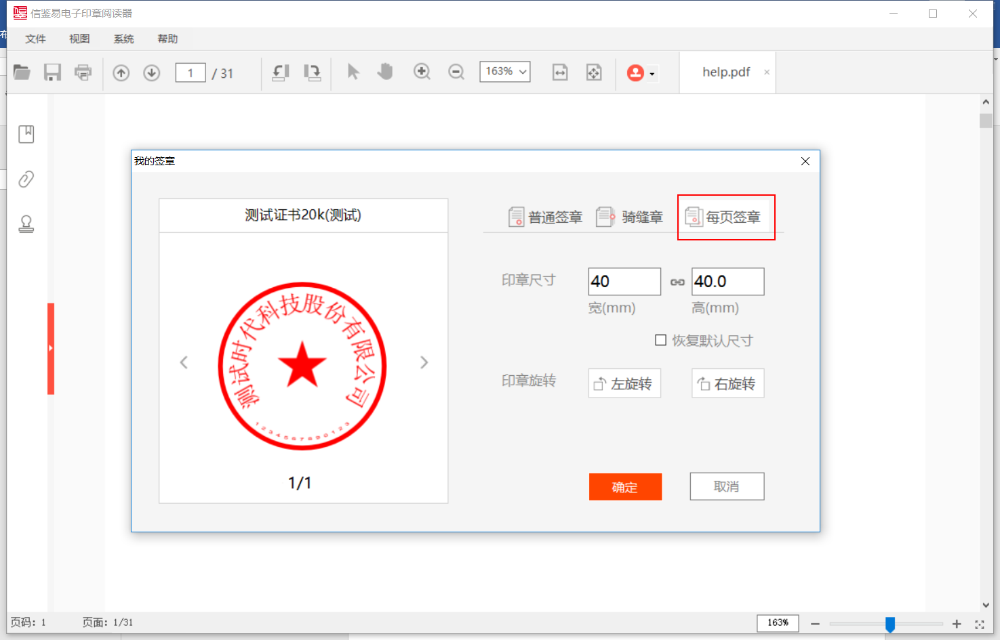 信鉴易电子印章阅读器
文件 视图 系统 帮助
1 / 31 163% help.pdf
我的签章
测试证书20k(测试)
普通签章 骑缝章 每页签章
印章尺寸 40 40.0
宽(mm) 高(mm)
恢复默认尺寸
印章旋转 左旋转 右旋转
测试时代科技股份有限公司
1234567890123
1/1
确定 取消
页码: 1 页面: 1/31 163%